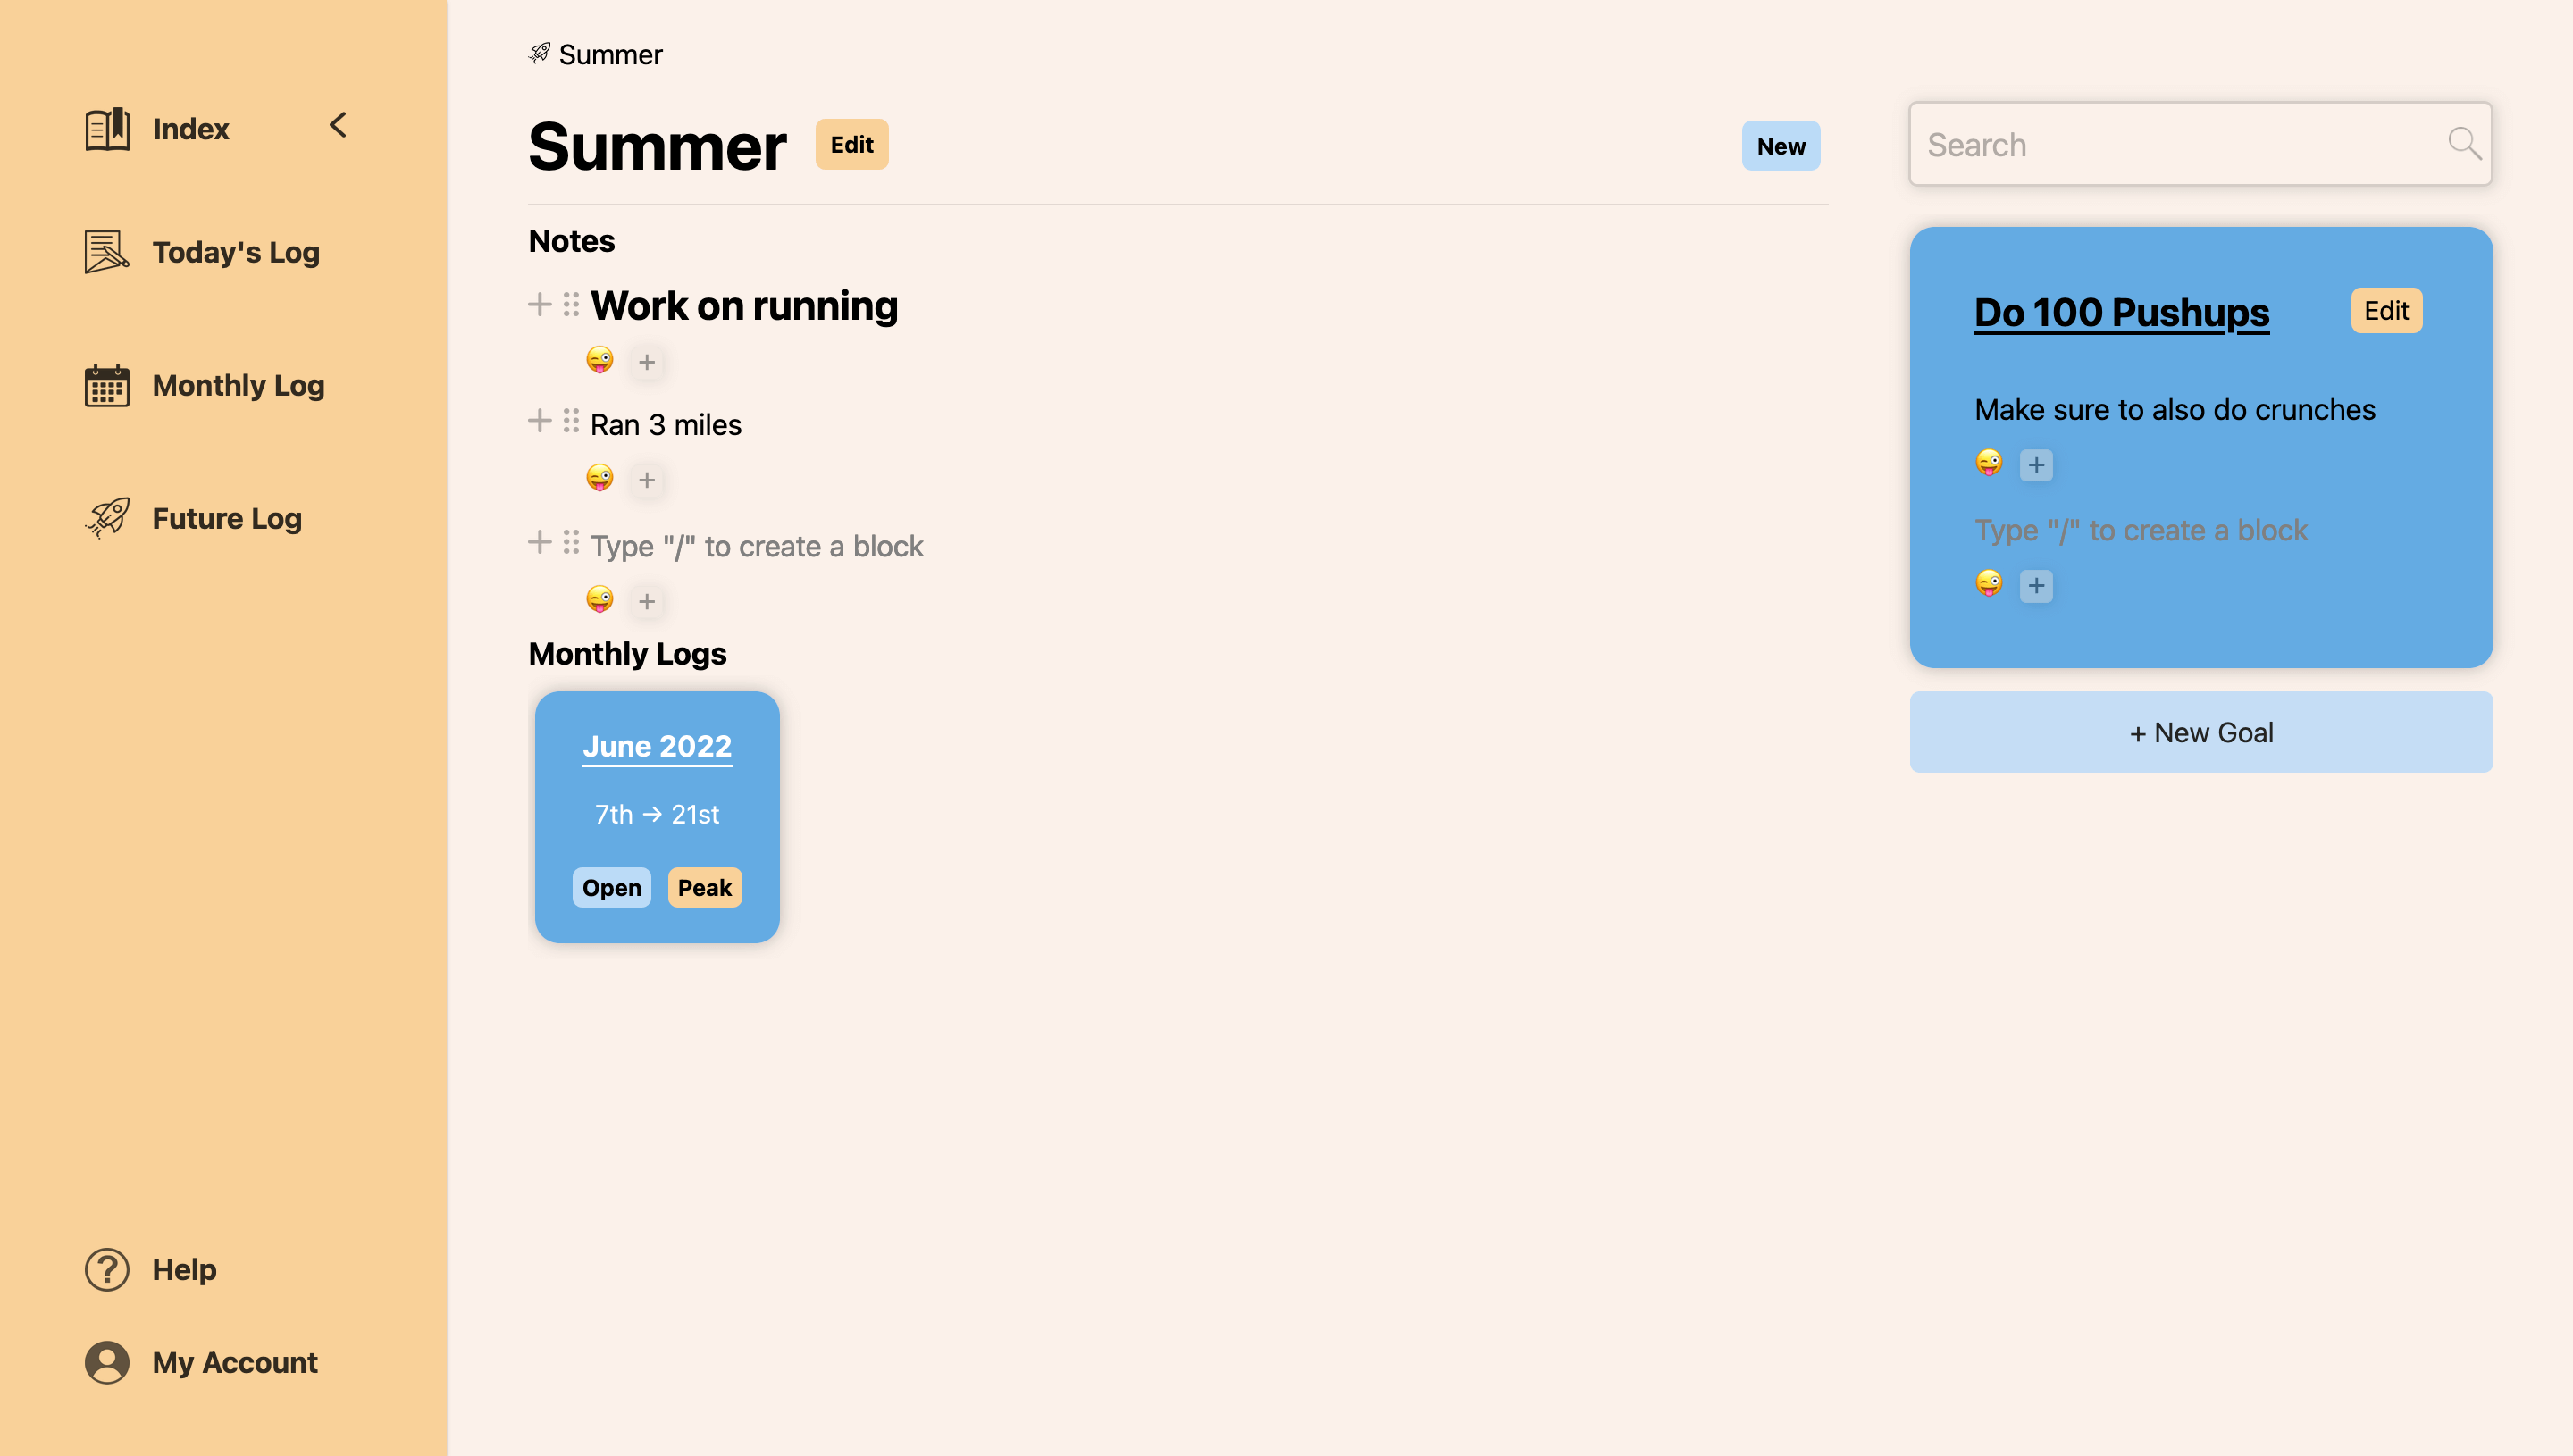 Index
Today's Log
Monthly Log
Future Log
Help
My Account
Summer
Summer
Edit
New
Notes
Work on running
Ran 3 miles
Type "/" to create a block
Monthly Logs
June 2022
7th → 21st
Open
Peak
Search
Do 100 Pushups
Edit
Make sure to also do crunches
Type "/" to create a block
+ New Goal